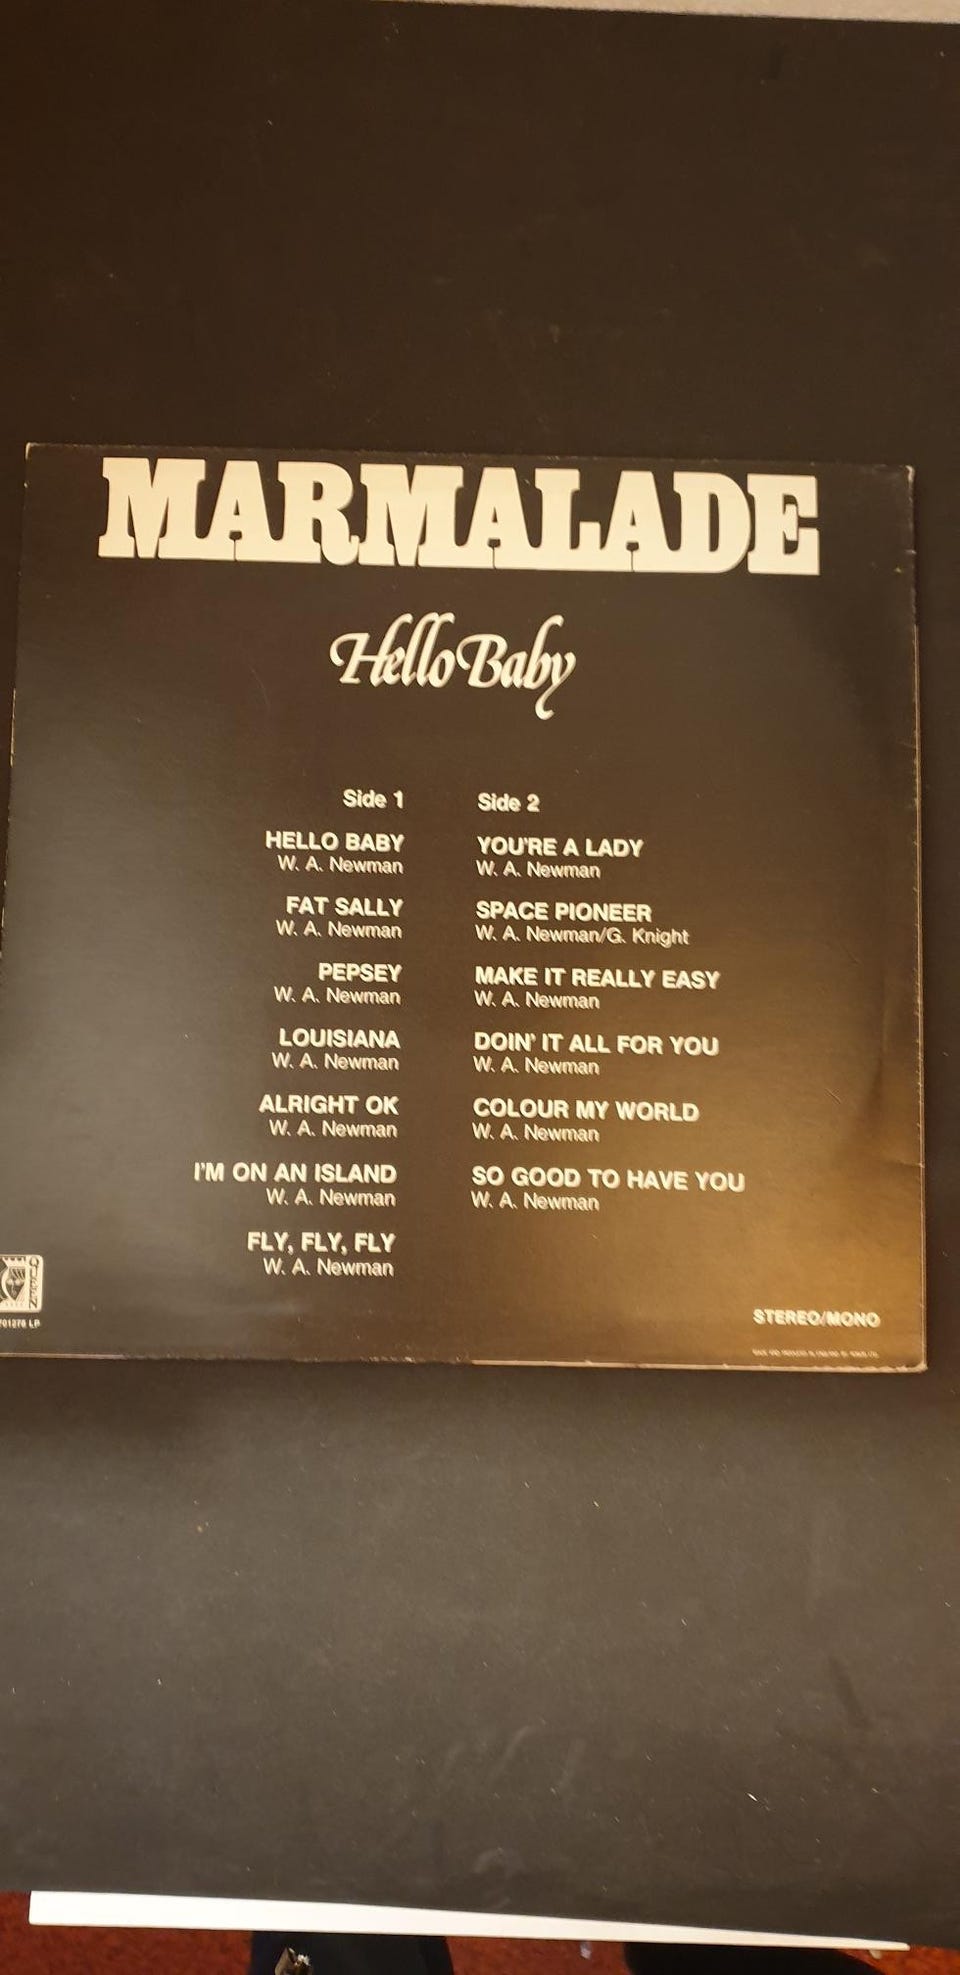 MARMALADE
Hello Baby
Side 1
HELLO BABY
W. A. Newman
FAT SALLY
W. A. Newman
PEPSEY
W. A. Newman
LOUISIANA
W. A. Newman
ALRIGHT OK
W. A. Newman
I'M ON AN ISLAND
W. A. Newman
FLY, FLY, FLY
W. A. Newman
Side 2
YOU'RE A LADY
W. A. Newman
SPACE PIONEER
W. A. Newman/G. Knight
MAKE IT REALLY EASY
W. A. Newman
DOIN' IT ALL FOR YOU
W. A. Newman
COLOUR MY WORLD
W. A. Newman
SO GOOD TO HAVE YOU
W. A. Newman
QUEEN
LP
STEREO/MONO